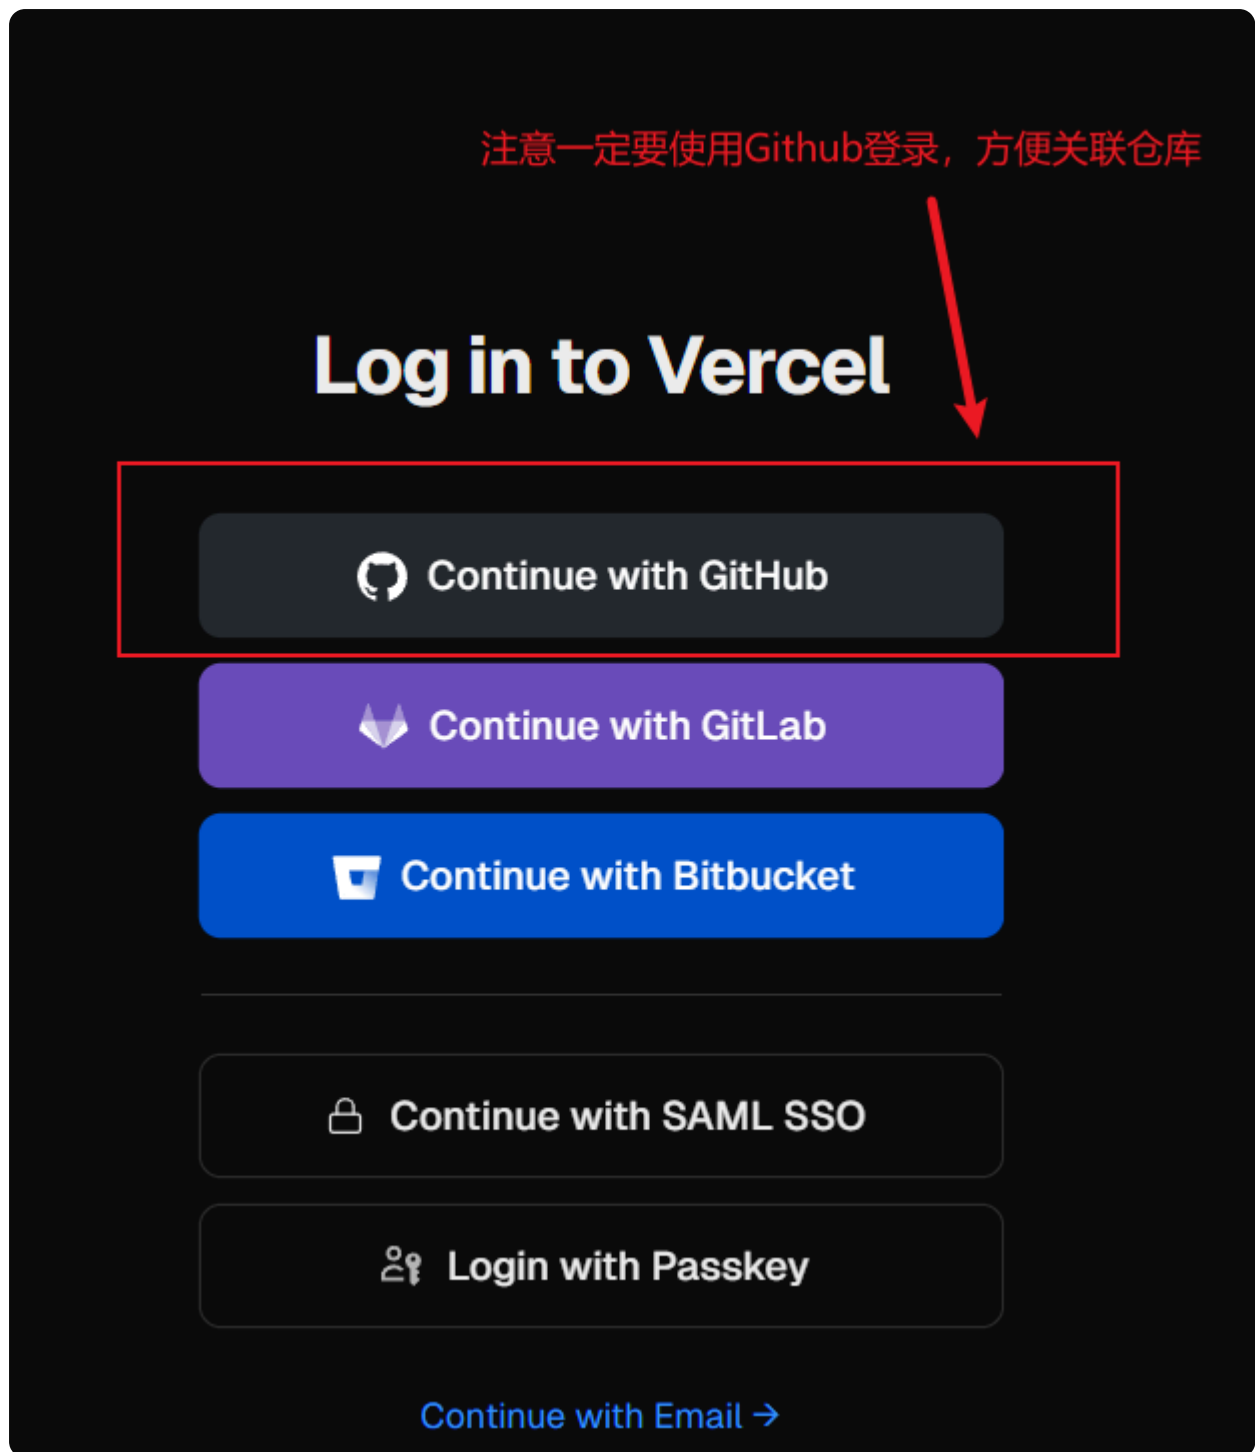 注意一定要使用Github登录，方便关联仓库
Log in to Vercel
Continue with GitHub
Continue with GitLab
Continue with Bitbucket
Continue with SAML SSO
Login with Passkey
Continue with Email →